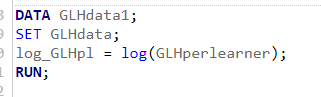 DATA GLHdata1;
SET GLHdata;
log_GLHpl = log(GLHperlearner);
RUN;